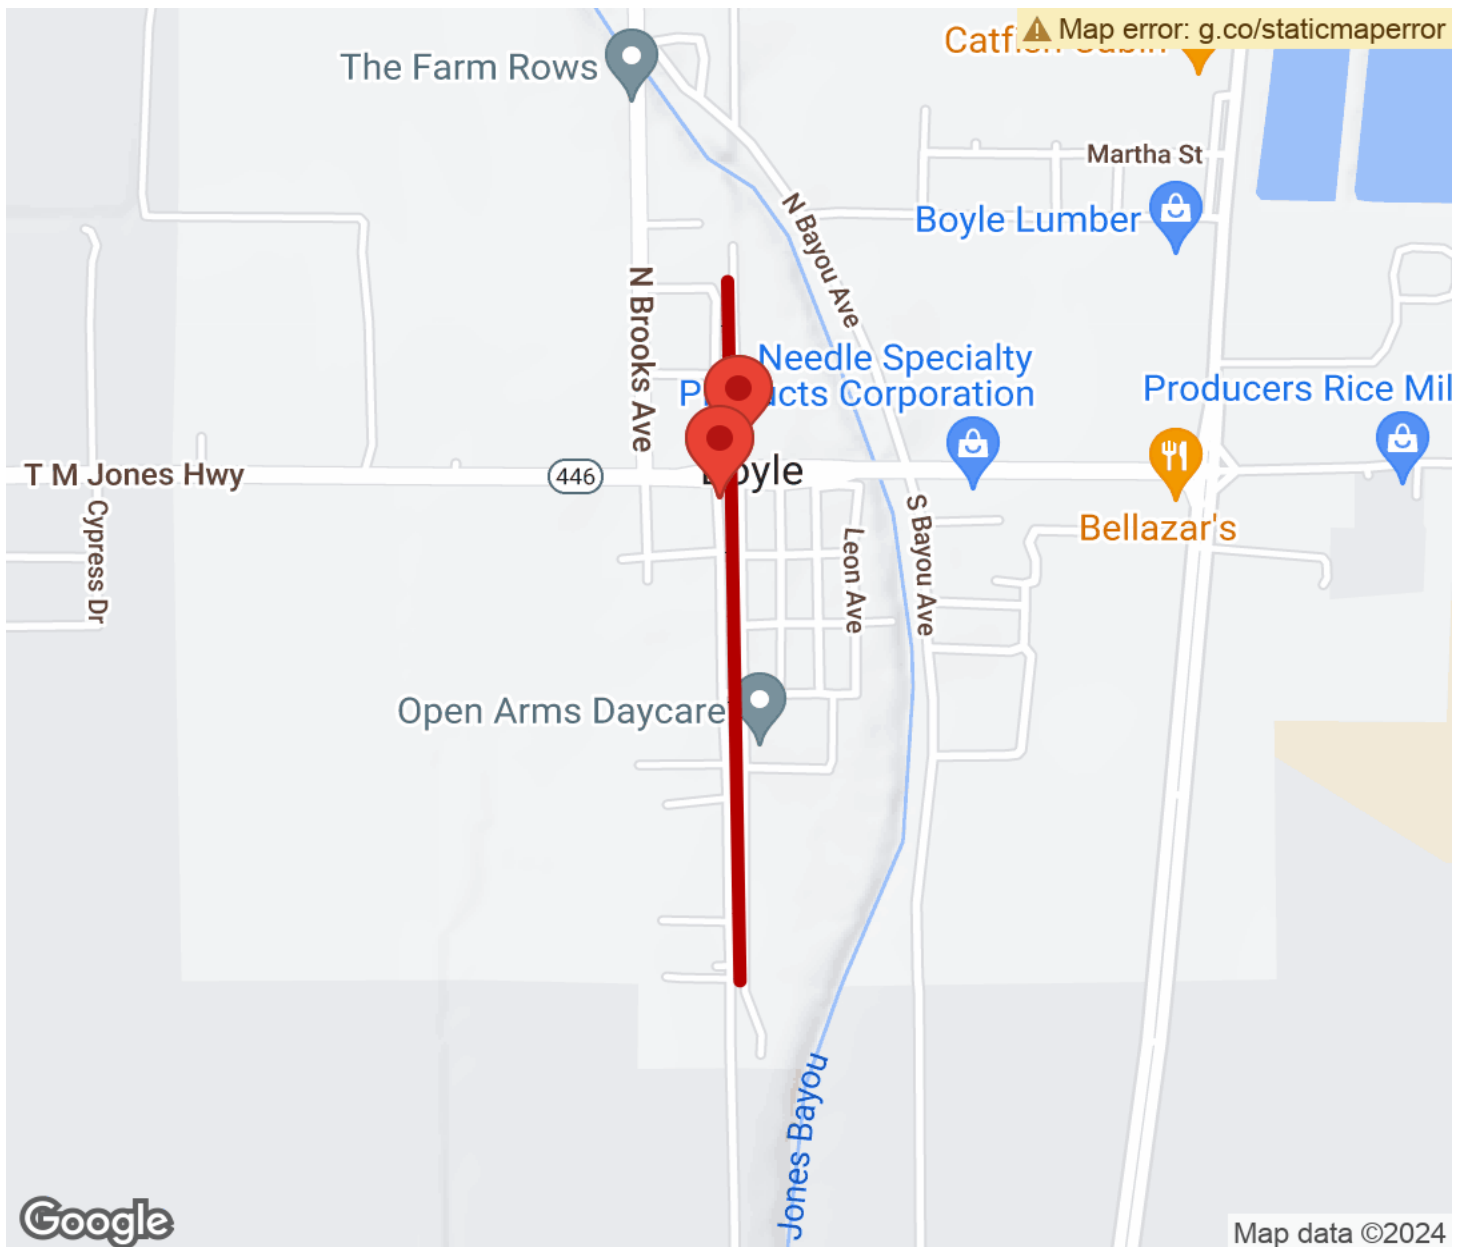 Map error: g.co/staticmaperror
The Farm Rows
Martha St
N Bayou Ave
Boyle Lumber
N Brooks Ave
Needle Specialty
Corporation
Producers Rice Mil
T M Jones Hwy
446
Cypress Dr
Leon Ave
S Bayou Ave
Bellazar's
Open Arms Daycare
Jones Bayou
Google
Map data ©2024